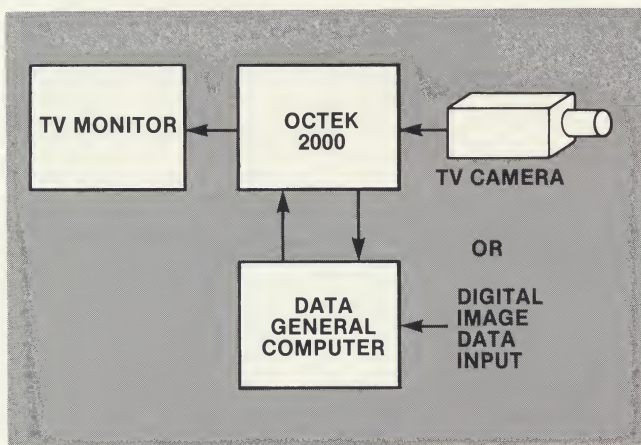 TV MONITOR
OCTEK
2000
TV CAMERA
OR
DATA
GENERAL
COMPUTER
DIGITAL
IMAGE
DATA
INPUT